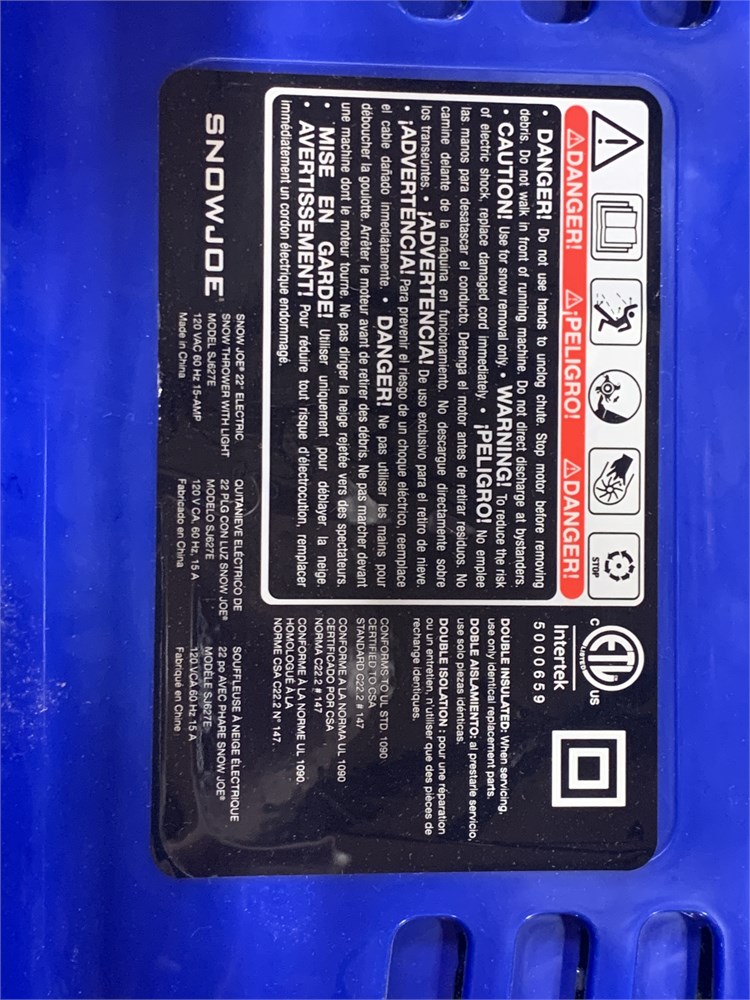 ⚠DANGER! ⚠¡PELIGRO! ⚠DANGER!
STOP
• DANGER! Do not use hands to unclog chute. Stop motor before removing
debris. Do not walk in front of running machine. Do not direct discharge at bystanders.
• CAUTION! Use for snow removal only. • WARNING! To reduce the risk
of electric shock, replace damaged cord immediately. • ¡PELIGRO! No emplee
las manos para desatascar el conducto. Detenga el motor antes de retirar residuos. No
camine delante de la máquina en funcionamiento. No descargue directamente sobre
los transeúntes. • ¡ADVERTENCIA! De uso exclusivo para el retiro de nieve.
• ¡ADVERTENCIA! Para prevenir el riesgo de un choque eléctrico, reemplace
el cable dañado inmediatamente. • DANGER! Ne pas utiliser les mains pour
déboucher la goulotte. Arrêter le moteur avant de retirer des débris. Ne pas marcher devant
une machine dont le moteur tourne. Ne pas diriger la neige rejetée vers des spectateurs.
• MISE EN GARDE! Utiliser uniquement pour déblayer la neige.
• AVERTISSEMENT! Pour réduire tout risque d'électrocution, remplacer
immédiatement un cordon électrique endommagé.
C ETL US
LISTED
Intertek
5000659
DOUBLE INSULATED: When servicing,
use only identical replacement parts.
DOBLE AISLAMIENTO: al prestarle servicio,
use solo piezas idénticas.
DOUBLE ISOLATION : pour une réparation
ou un entretien, n'utiliser que des pièces de
rechange identiques.
CONFORMS TO UL STD. 1090
CERTIFIED TO CSA
STANDARD C22.2 # 147
CONFORME A LA NORMA UL 1090
CERTIFICADO POR CSA
NORMA C22.2 # 147
CONFORME À LA NORME UL 1090
HOMOLOGUÉ À LA
NORME CSA C22.2 N° 147
SNOWJOE®
SNOW JOE® 22" ELECTRIC
SNOW THROWER WITH LIGHT
MODEL SJ627E
120 VAC 60 Hz 15-AMP
Made in China
QUITANIEVE ELÉCTRICO DE
22 PLG CON LUZ SNOW JOE®
MODELO SJ627E
120 V CA, 60 Hz, 15 A
Fabricado en China
SOUFFLEUSE À NEIGE ÉLECTRIQUE
22 po AVEC PHARE SNOW JOE®
MODÈLE SJ627E
120 VCA 60 Hz 15 A
Fabriqué en Chine